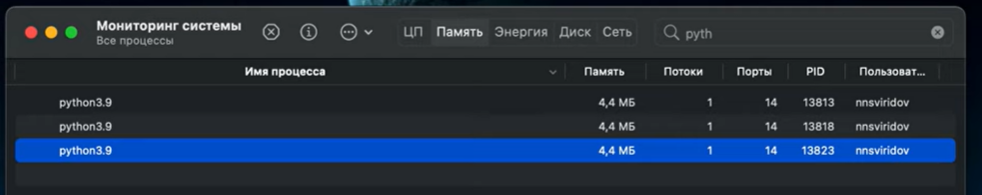 Мониторинг системы
Все процессы
ЦП Память Энергия Диск Сеть
pyth
Имя процесса Память Потоки Порты PID Пользоват...
python3.9 4,4 МБ 1 14 13813 nnsviridov
python3.9 4,4 МБ 1 14 13818 nnsviridov
python3.9 4,4 МБ 1 14 13823 nnsviridov